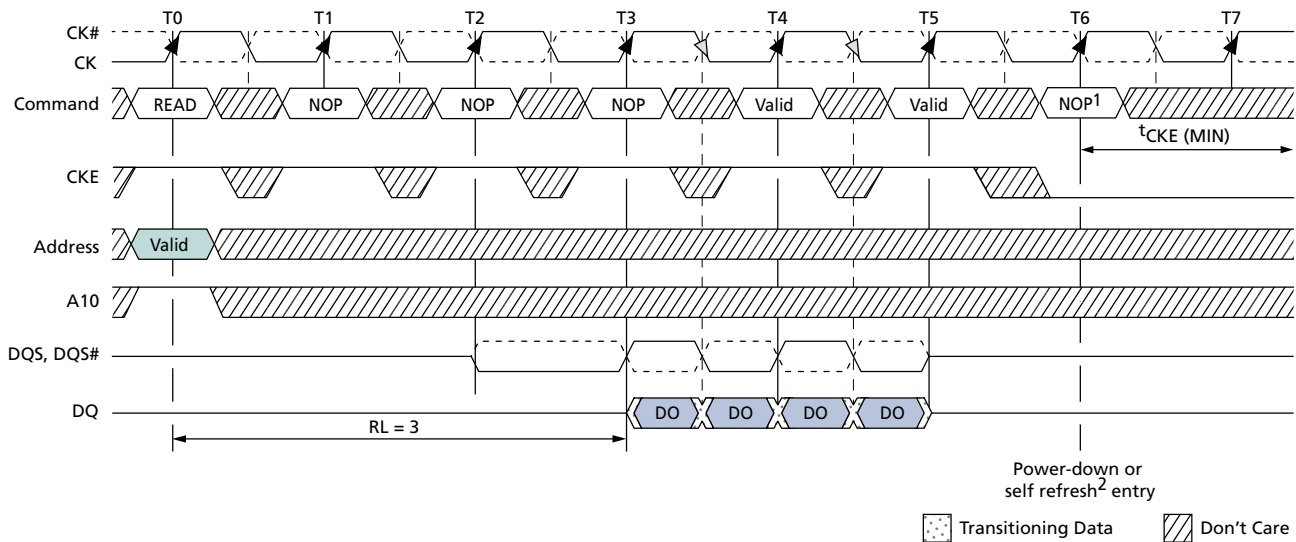 T0 T1 T2 T3 T4 T5 T6 T7
CK#
CK
Command READ NOP NOP NOP Valid Valid NOP1
tCKE (MIN)
CKE
Address Valid
A10
DQS, DQS#
DQ DO DO DO DO
RL = 3
Power-down or
self refresh2 entry
Transitioning Data Don't Care